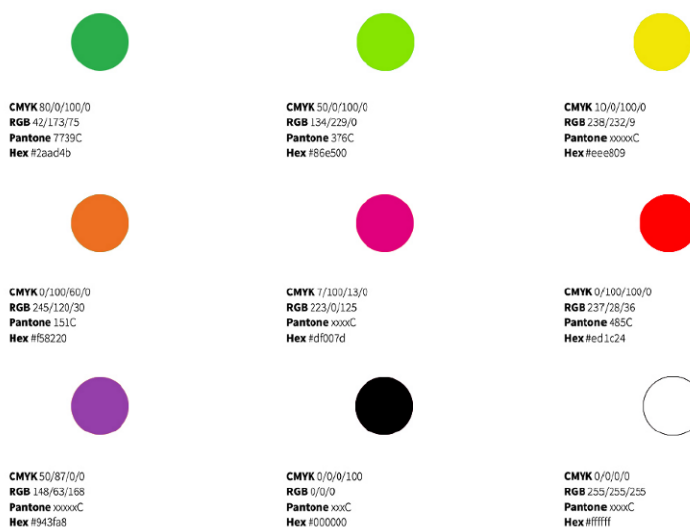 CMYK 80/0/100/0
RGB 42/173/75
Pantone 7739C
Hex #2aad4b
CMYK 50/0/100/0
RGB 134/229/0
Pantone 376C
Hex #86e500
CMYK 10/0/100/0
RGB 238/232/9
Pantone xxxxxC
Hex #eee809
CMYK 0/100/60/0
RGB 245/120/30
Pantone 151C
Hex #f58220
CMYK 7/100/13/0
RGB 223/0/125
Pantone xxxxC
Hex #df007d
CMYK 0/100/100/0
RGB 237/28/36
Pantone 485C
Hex #ed1c24
CMYK 50/87/0/0
RGB 148/63/168
Pantone xxxxxC
Hex #943fa8
CMYK 0/0/0/100
RGB 0/0/0
Pantone xxxC
Hex #000000
CMYK 0/0/0/0
RGB 255/255/255
Pantone xxxxC
Hex #ffffff